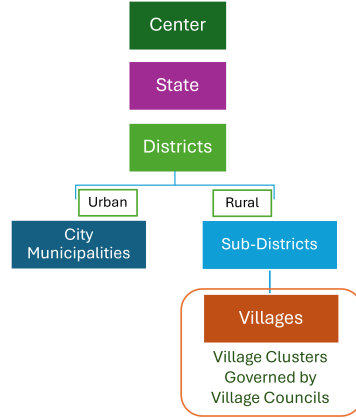 Center
State
Districts
Urban
Rural
City
Municipalities
Sub-Districts
Villages
Village Clusters
Governed by
Village Councils